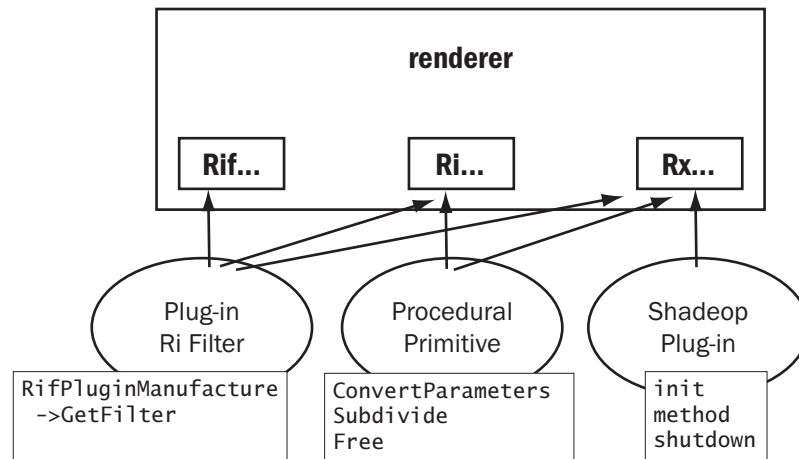 renderer
Rif...
Ri...
Rx...
Plug-in
Ri Filter
Procedural
Primitive
Shadeop
Plug-in
RifPluginManufacture
->GetFilter
ConvertParameters
Subdivide
Free
init
method
shutdown